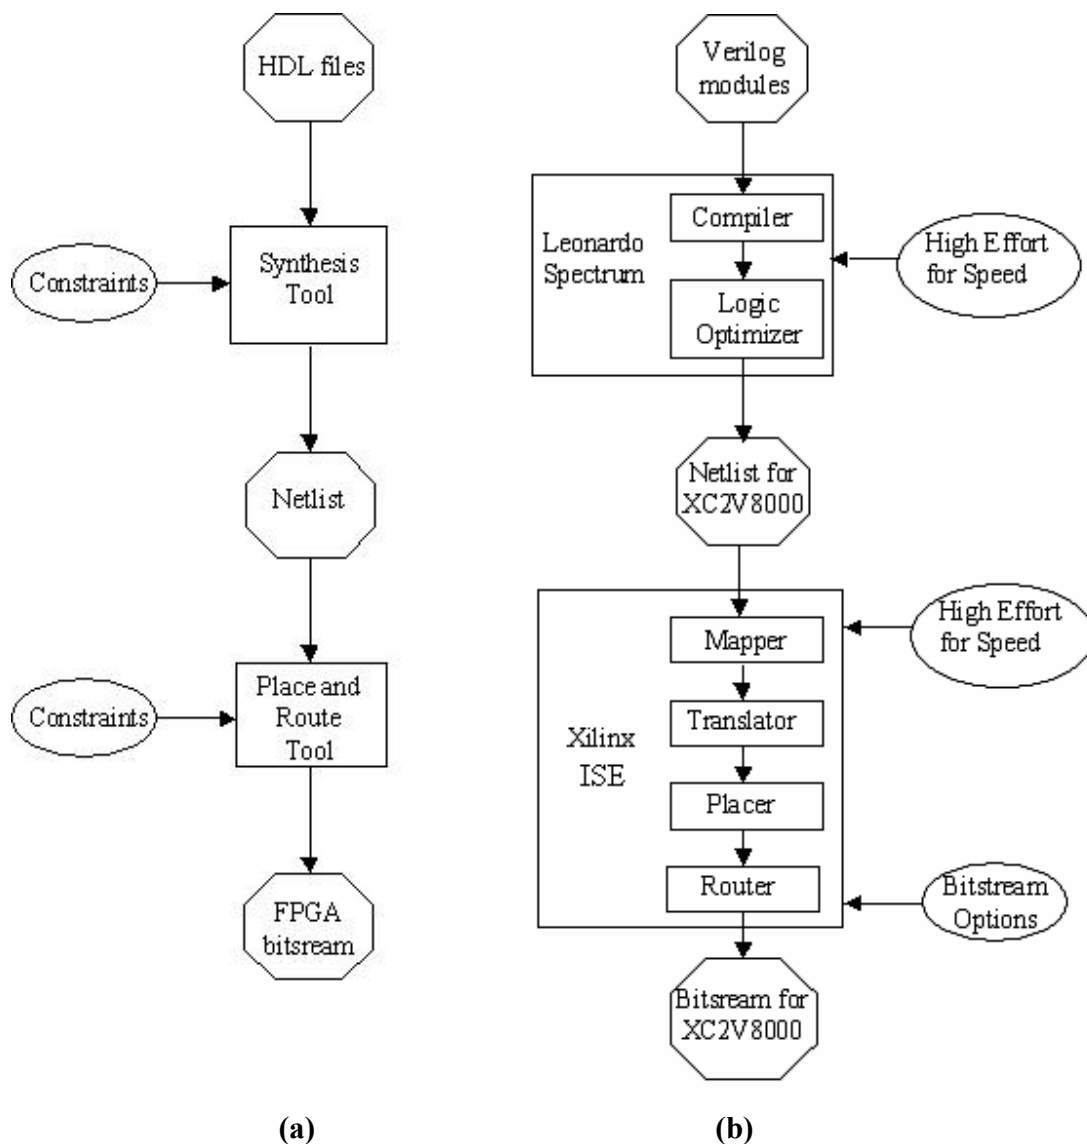 HDL files
Constraints
Synthesis
Tool
Netlist
Constraints
Place and
Route
Tool
FPGA
bitsream
(a)
Verilog
modules
Leonardo
Spectrum
Compiler
Logic
Optimizer
High Effort
for Speed
Netlist for
XC2V8000
Xilinx
ISE
Mapper
Translator
Placer
Router
High Effort
for Speed
Bitstream
Options
Bitsream for
XC2V8000
(b)